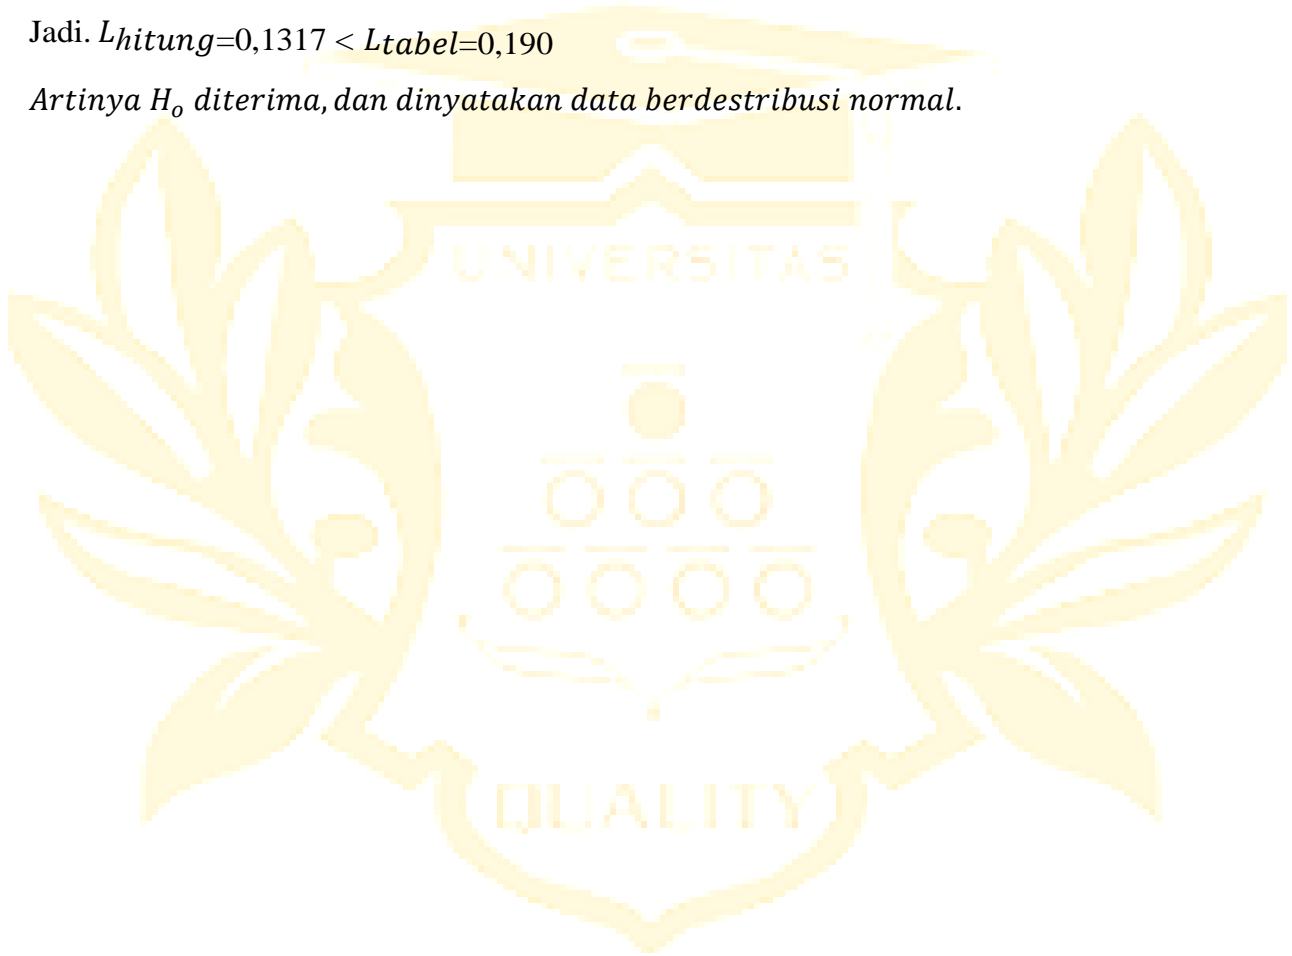 Jadi. Lhitung=0,1317 < Ltabel=0,190
Artinya Hₒ diterima, dan dinyatakan data berdestribusi normal.
UNIVERSITAS
QUALITY